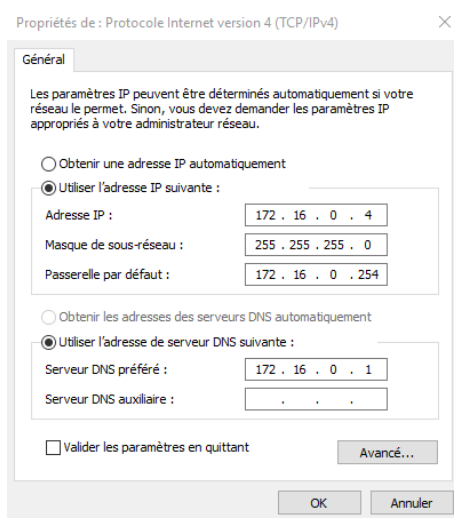 Propriétés de : Protocole Internet version 4 (TCP/IPv4)
Général
Les paramètres IP peuvent être déterminés automatiquement si votre
réseau le permet. Sinon, vous devez demander les paramètres IP
appropriés à votre administrateur réseau.
Obtenir une adresse IP automatiquement
Utiliser l'adresse IP suivante :
Adresse IP : 172 . 16 . 0 . 4
Masque de sous-réseau : 255 . 255 . 255 . 0
Passerelle par défaut : 172 . 16 . 0 . 254
Obtenir les adresses des serveurs DNS automatiquement
Utiliser l'adresse de serveur DNS suivante :
Serveur DNS préféré : 172 . 16 . 0 . 1
Serveur DNS auxiliaire : . . .
Valider les paramètres en quittant
Avancé...
OK Annuler